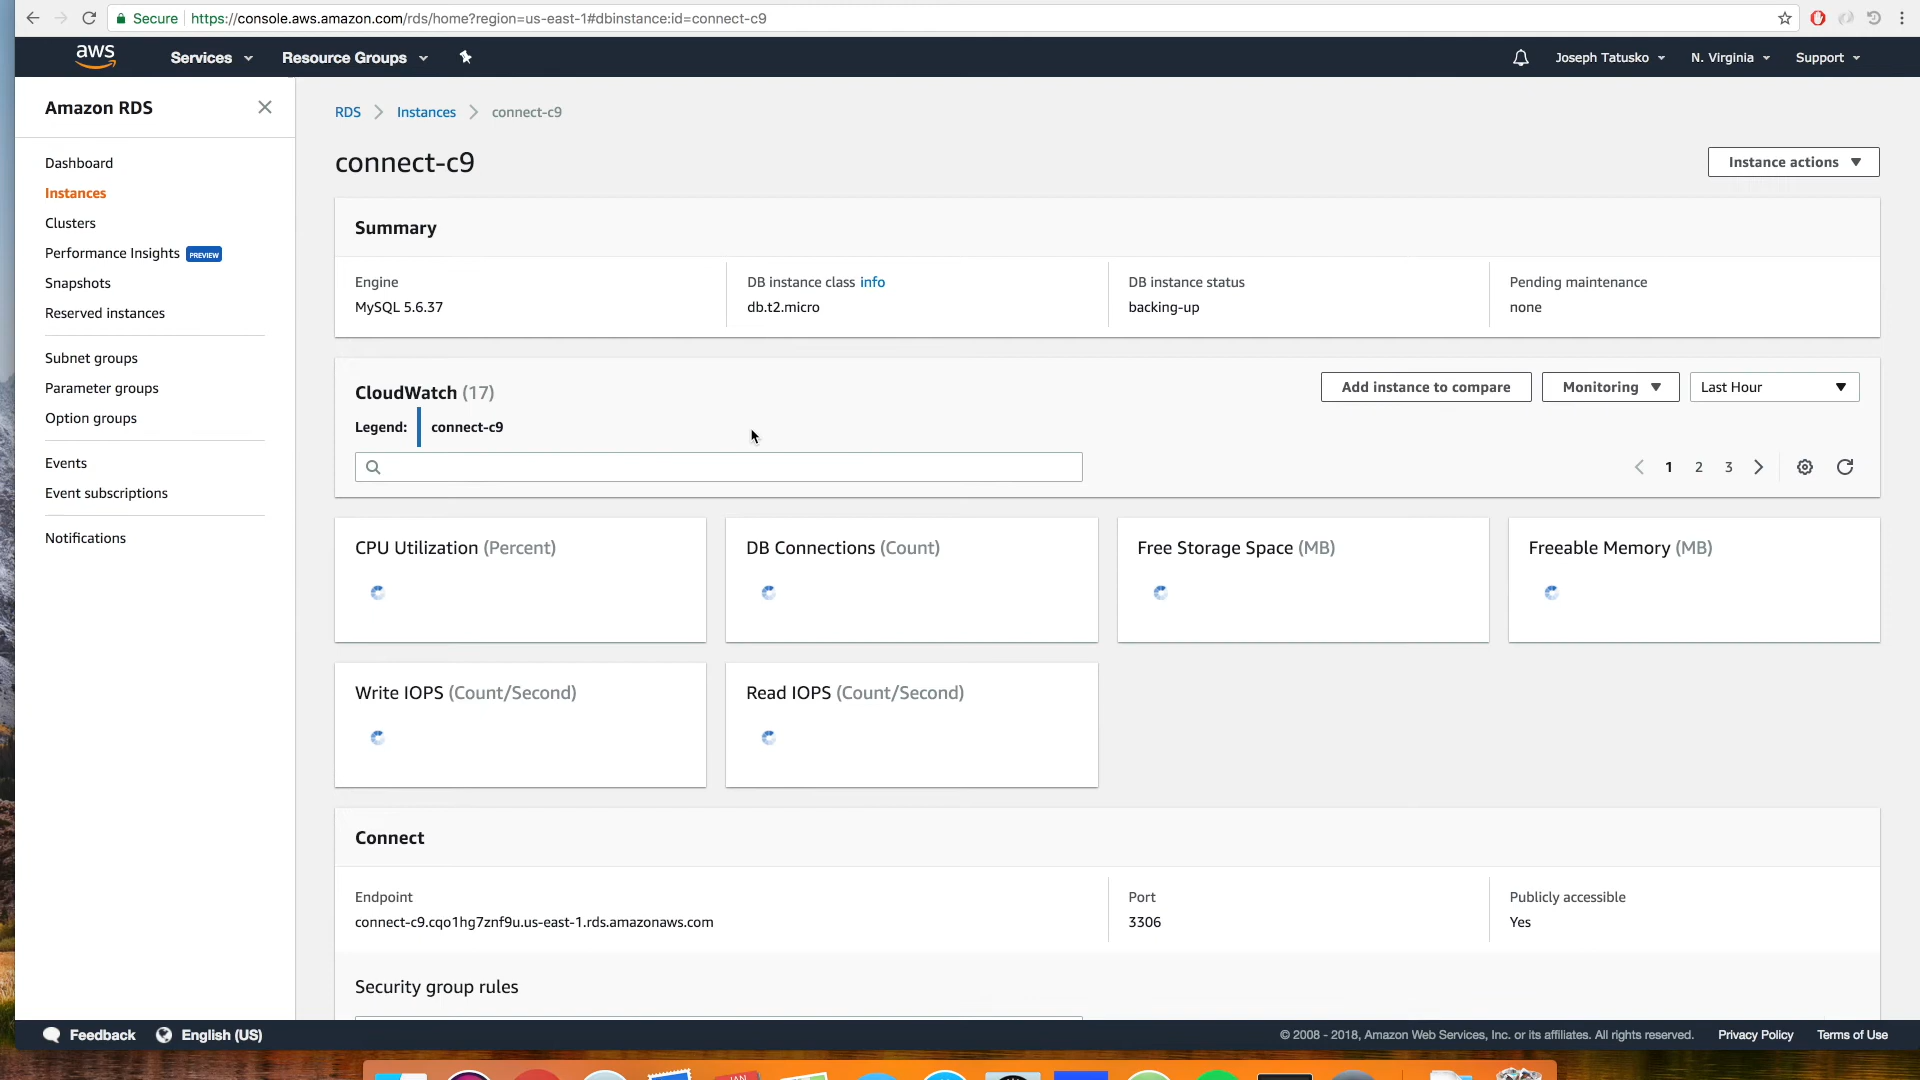 Secure https://console.aws.amazon.com/rds/home?region=us-east-1#dbinstance:id=connect-c9
aws Services Resource Groups Joseph Tatusko N. Virginia Support
Amazon RDS
Dashboard
Instances
Clusters
Performance Insights PREVIEW
Snapshots
Reserved instances
Subnet groups
Parameter groups
Option groups
Events
Event subscriptions
Notifications
RDS Instances connect-c9
connect-c9
Instance actions
Summary
Engine
MySQL 5.6.37
DB instance class info
db.t2.micro
DB instance status
backing-up
Pending maintenance
none
CloudWatch (17)
Add instance to compare Monitoring Last Hour
Legend: connect-c9
1 2 3
CPU Utilization (Percent)
DB Connections (Count)
Free Storage Space (MB)
Freeable Memory (MB)
Write IOPS (Count/Second)
Read IOPS (Count/Second)
Connect
Endpoint
connect-c9.cqo1hg7znf9u.us-east-1.rds.amazonaws.com
Port
3306
Publicly accessible
Yes
Security group rules
Feedback English (US) © 2008 - 2018, Amazon Web Services, Inc. or its affiliates. All rights reserved. Privacy Policy Terms of Use
JAN